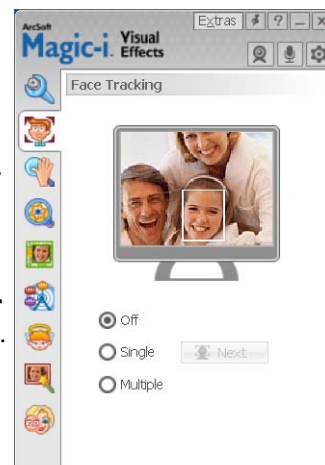 Extras ? _ x
ArcSoft
Magic-i. Visual
Effects
Face Tracking
Off
Single Next
Multiple